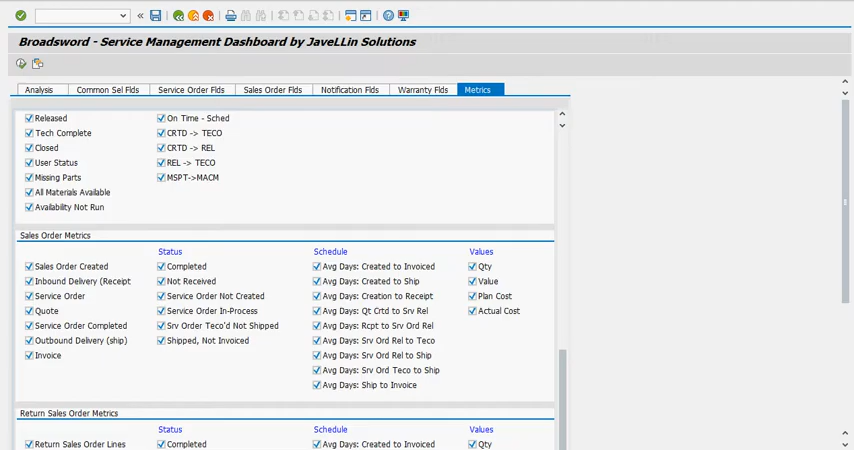 Broadsword - Service Management Dashboard by JaveLLin Solutions
Analysis Common Sel Flds Service Order Flds Sales Order Flds Notification Flds Warranty Flds Metrics
Released On Time - Sched
Tech Complete CRTD -> TECO
Closed CRTD -> REL
User Status REL -> TECO
Missing Parts MSPT->MACM
All Materials Available
Availability Not Run
Sales Order Metrics
Status Schedule Values
Sales Order Created Completed Avg Days: Created to Invoiced Qty
Inbound Delivery (Receipt Not Received Avg Days: Created to Ship Value
Service Order Service Order Not Created Avg Days: Creation to Receipt Plan Cost
Quote Service Order In-Process Avg Days: Qt Crtd to Srv Rel Actual Cost
Service Order Completed Srv Order Teco'd Not Shipped Avg Days: Rcpt to Srv Ord Rel
Outbound Delivery (ship) Shipped, Not Invoiced Avg Days: Srv Ord Rel to Teco
Invoice Avg Days: Srv Ord Rel to Ship
Avg Days: Srv Ord Teco to Ship
Avg Days: Ship to Invoice
Return Sales Order Metrics
Status Schedule Values
Return Sales Order Lines Completed Avg Days: Created to Invoiced Qty